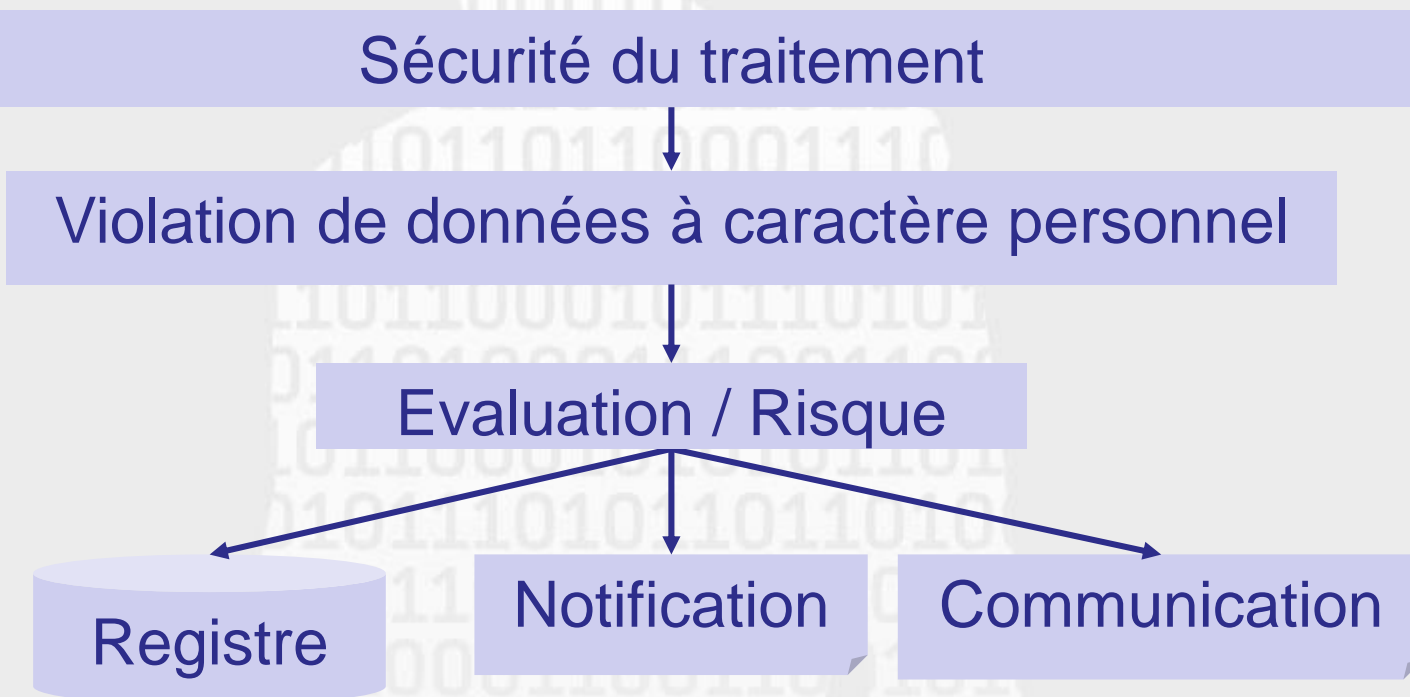 Sécurité du traitement
Violation de données à caractère personnel
Evaluation / Risque
Registre
Notification
Communication